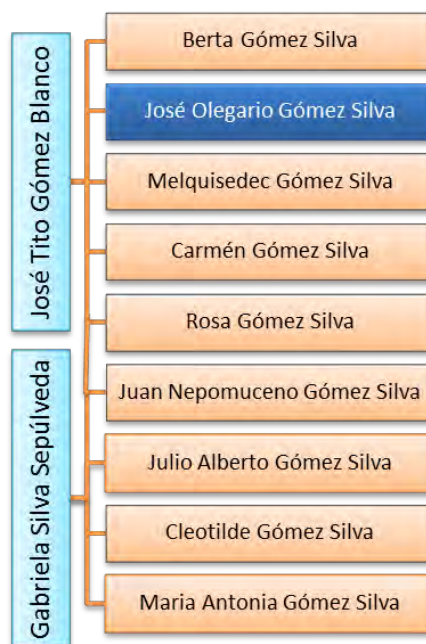 José Tito Gómez Blanco
Gabriela Silva Sepúlveda
Berta Gómez Silva
José Olegario Gómez Silva
Melquisedec Gómez Silva
Carmén Gómez Silva
Rosa Gómez Silva
Juan Nepomuceno Gómez Silva
Julio Alberto Gómez Silva
Cleotilde Gómez Silva
Maria Antonia Gómez Silva